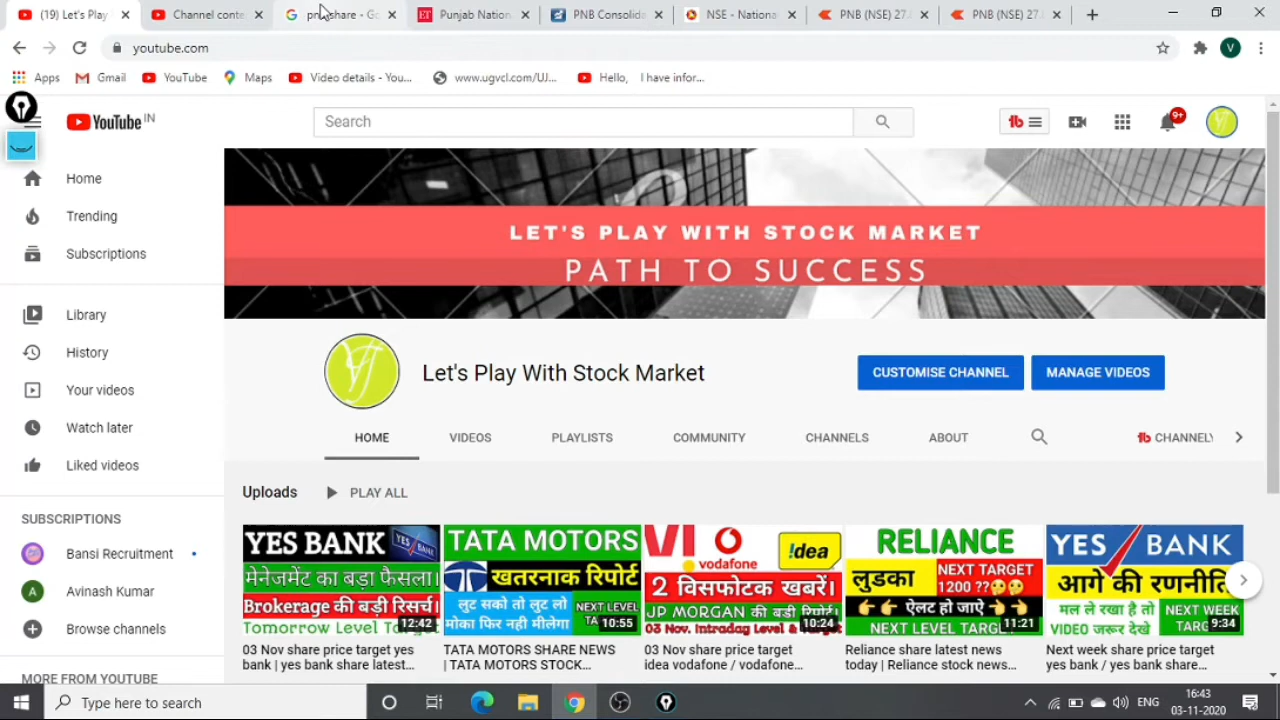 (19) Let's Play
Channel conte
pnb share - Go
Punjab Nation
PNB Consolid
NSE - Nationa
PNB (NSE) 27.
PNB (NSE) 27.
youtube.com
V
Apps
Gmail
YouTube
Maps
Video details - You...
www.ugvcl.com/UJ...
Hello, I have infor...
YouTube IN
Search
9+
Home
Trending
Subscriptions
Library
History
Your videos
Watch later
Liked videos
SUBSCRIPTIONS
Bansi Recruitment
A Avinash Kumar
Browse channels
MORE FROM YOUTUBE
LET'S PLAY WITH STOCK MARKET
PATH TO SUCCESS
Let's Play With Stock Market
CUSTOMISE CHANNEL
MANAGE VIDEOS
HOME
VIDEOS
PLAYLISTS
COMMUNITY
CHANNELS
ABOUT
CHANNELY
Uploads
PLAY ALL
YES BANK
YES BANK
मेनेजमेंट का बड़ा फैसला।
Brokerage की बड़ी रिसर्च।
Tomorrow Level Target
12:42
03 Nov share price target yes
bank | yes bank share latest...
TATA MOTORS
खतरनाक रिपोर्ट
लुट सको तो लुट लो
मोका फिर नही मीलेगा
NEXT LEVEL
10:55
TATA MOTORS SHARE NEWS
| TATA MOTORS STOCK...
VI
vodafone
!dea
2 विसफोटक खबरें।
JP MORGAN की बडी रिपोर्ट।
03 Nov. Intraday Level &
10:24
03 Nov share price target
idea vodafone / vodafone...
RELIANCE
लुडका
NEXT TARGET
1200 ??
ऐलट हो जाऐ
NEXT LEVEL TARGE
11:21
Reliance share latest news
today | Reliance stock news...
YES BANK
आगे की रणनीति
मल ले रखा है तो
VIDEO जरूर देखे
NEXT WEEK
TARG
9:34
Next week share price target
yes bank / yes bank share...
Type here to search
ENG
16:43
03-11-2020